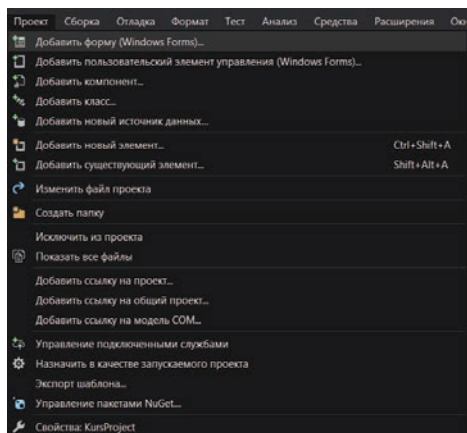 Проект Сборка Отладка Формат Тест Анализ Средства Расширения
Добавить форму (Windows Forms)...
Добавить пользовательский элемент управления (Windows Forms)...
Добавить компонент...
Добавить класс...
Добавить новый источник данных...
Добавить новый элемент... Ctrl+Shift+A
Добавить существующий элемент... Shift+Alt+A
Изменить файл проекта
Создать папку
Исключить из проекта
Показать все файлы
Добавить ссылку на проект...
Добавить ссылку на общий проект...
Добавить ссылку на модель COM...
Управление подключенными службами
Назначить в качестве запускаемого проекта
Экспорт шаблона...
Управление пакетами NuGet...
Свойства: KursProject